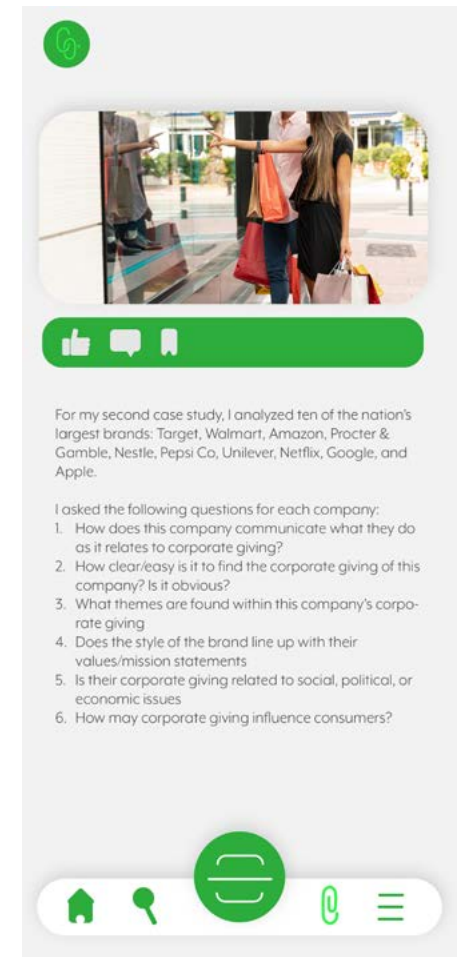 For my second case study, I analyzed ten of the nation's
largest brands: Target, Walmart, Amazon, Procter &
Gamble, Nestle, Pepsi Co, Unilever, Netflix, Google, and
Apple.
I asked the following questions for each company:
1. How does this company communicate what they do
as it relates to corporate giving?
2. How clear/easy is it to find the corporate giving of this
company? Is it obvious?
3. What themes are found within this company's corpo-
rate giving
4. Does the style of the brand line up with their
values/mission statements
5. Is their corporate giving related to social, political, or
economic issues
6. How may corporate giving influence consumers?